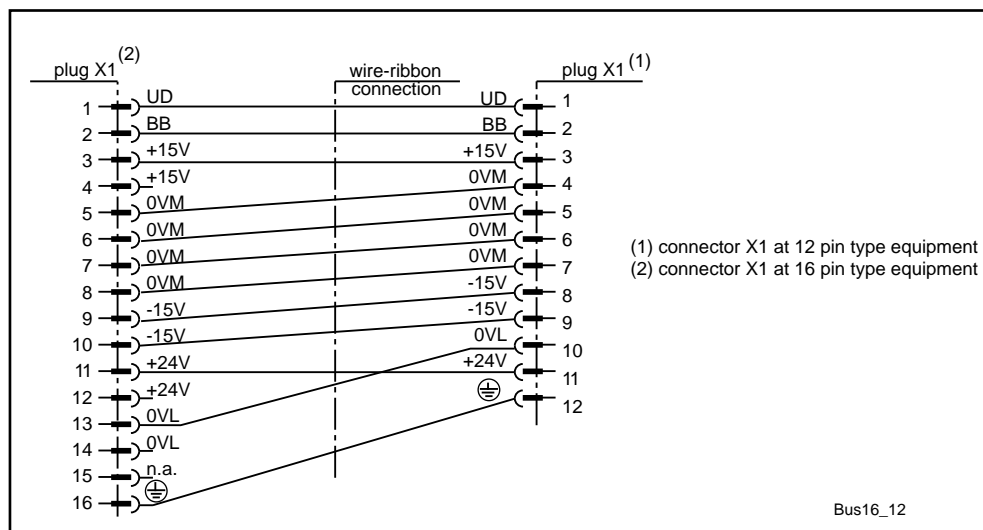 plug X1 (2)
wire-ribbon
connection
plug X1 (1)
1 UD UD 1
2 BB BB 2
3 +15V +15V 3
4 +15V 0VM 4
5 0VM 0VM 5
6 0VM 0VM 6
7 0VM 0VM 7
8 0VM -15V 8
9 -15V -15V 9
10 -15V 0VL 10
11 +24V +24V 11
12 +24V 12
13 0VL
14 0VL
15 n.a.
16
(1) connector X1 at 12 pin type equipment
(2) connector X1 at 16 pin type equipment
Bus16_12